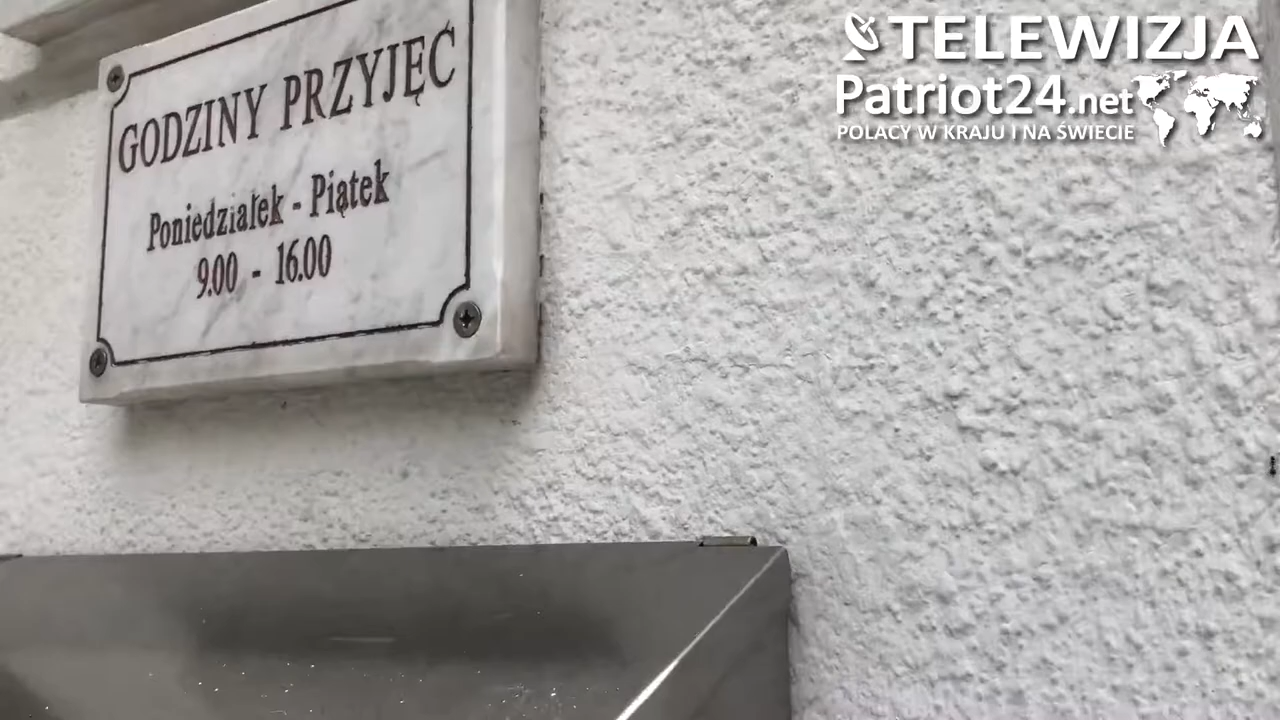 GODZINY PRZYJĘĆ
Poniedziałek - Piątek
9.00 - 16.00
TELEWIZJA
Patriot24.net
POLACY W KRAJU I NA ŚWIECIE